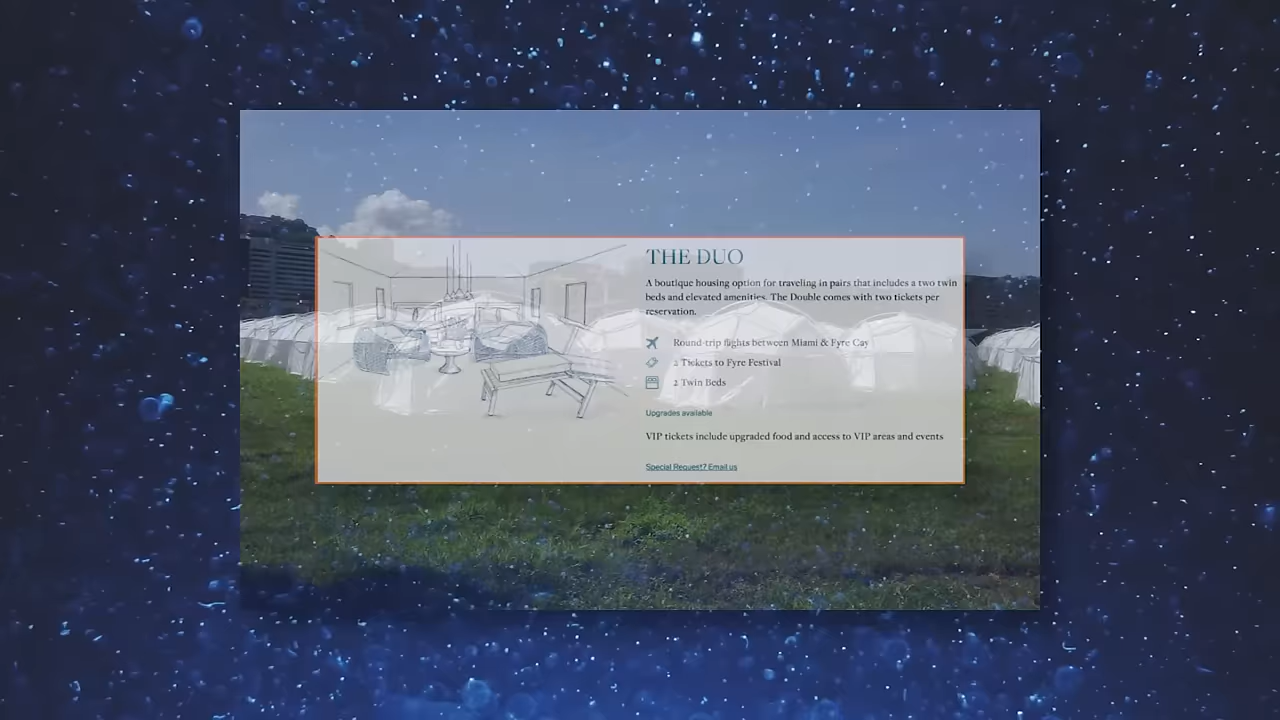 THE DUO
A boutique housing option for traveling in pairs that includes a two twin
beds and elevated amenities. The Double comes with two tickets per
reservation.
Round-trip flights between Miami & Fyre Cay
2 Tickets to Fyre Festival
2 Twin Beds
Upgrades available
VIP tickets include upgraded food and access to VIP areas and events
Special Request? Email us